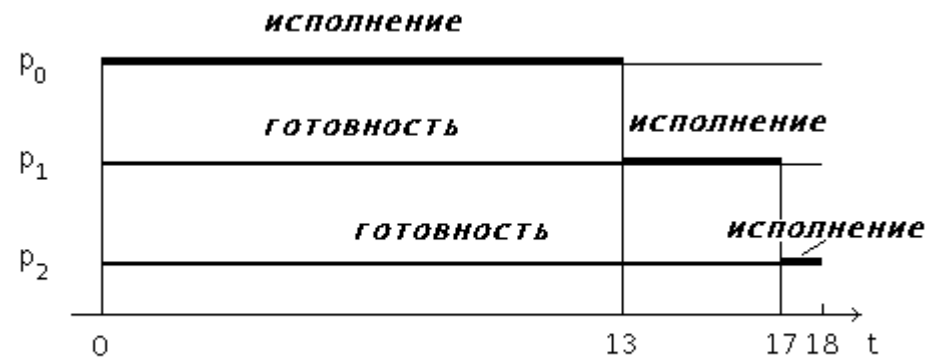 исполнение
p0
готовность исполнение
p1
готовность исполнение
p2
0 13 17 18 t